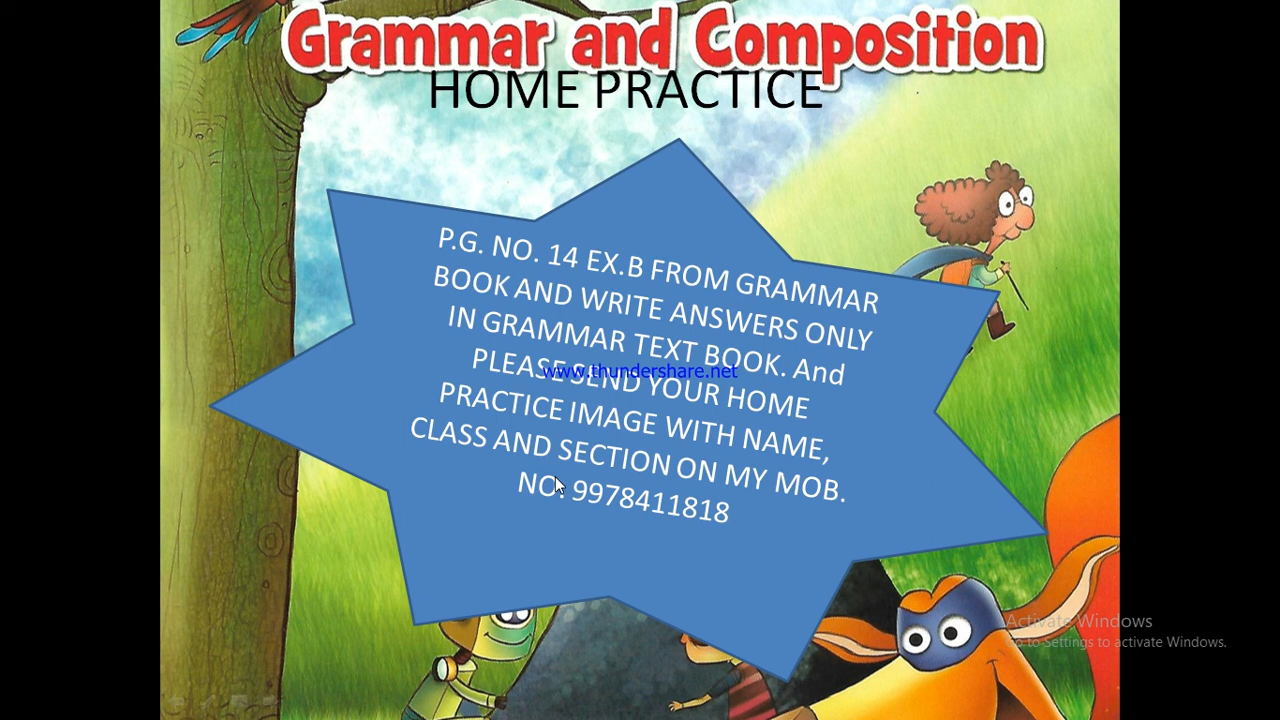 Grammar and Composition
HOME PRACTICE
P.G. NO. 14 EX.B FROM GRAMMAR
BOOK AND WRITE ANSWERS ONLY
IN GRAMMAR TEXT BOOK. And
PLEASE SEND YOUR HOME
www.thundershare.net
PRACTICE IMAGE WITH NAME,
CLASS AND SECTION ON MY MOB.
NO. 9978411818
Activate Windows
Go to Settings to activate Windows.